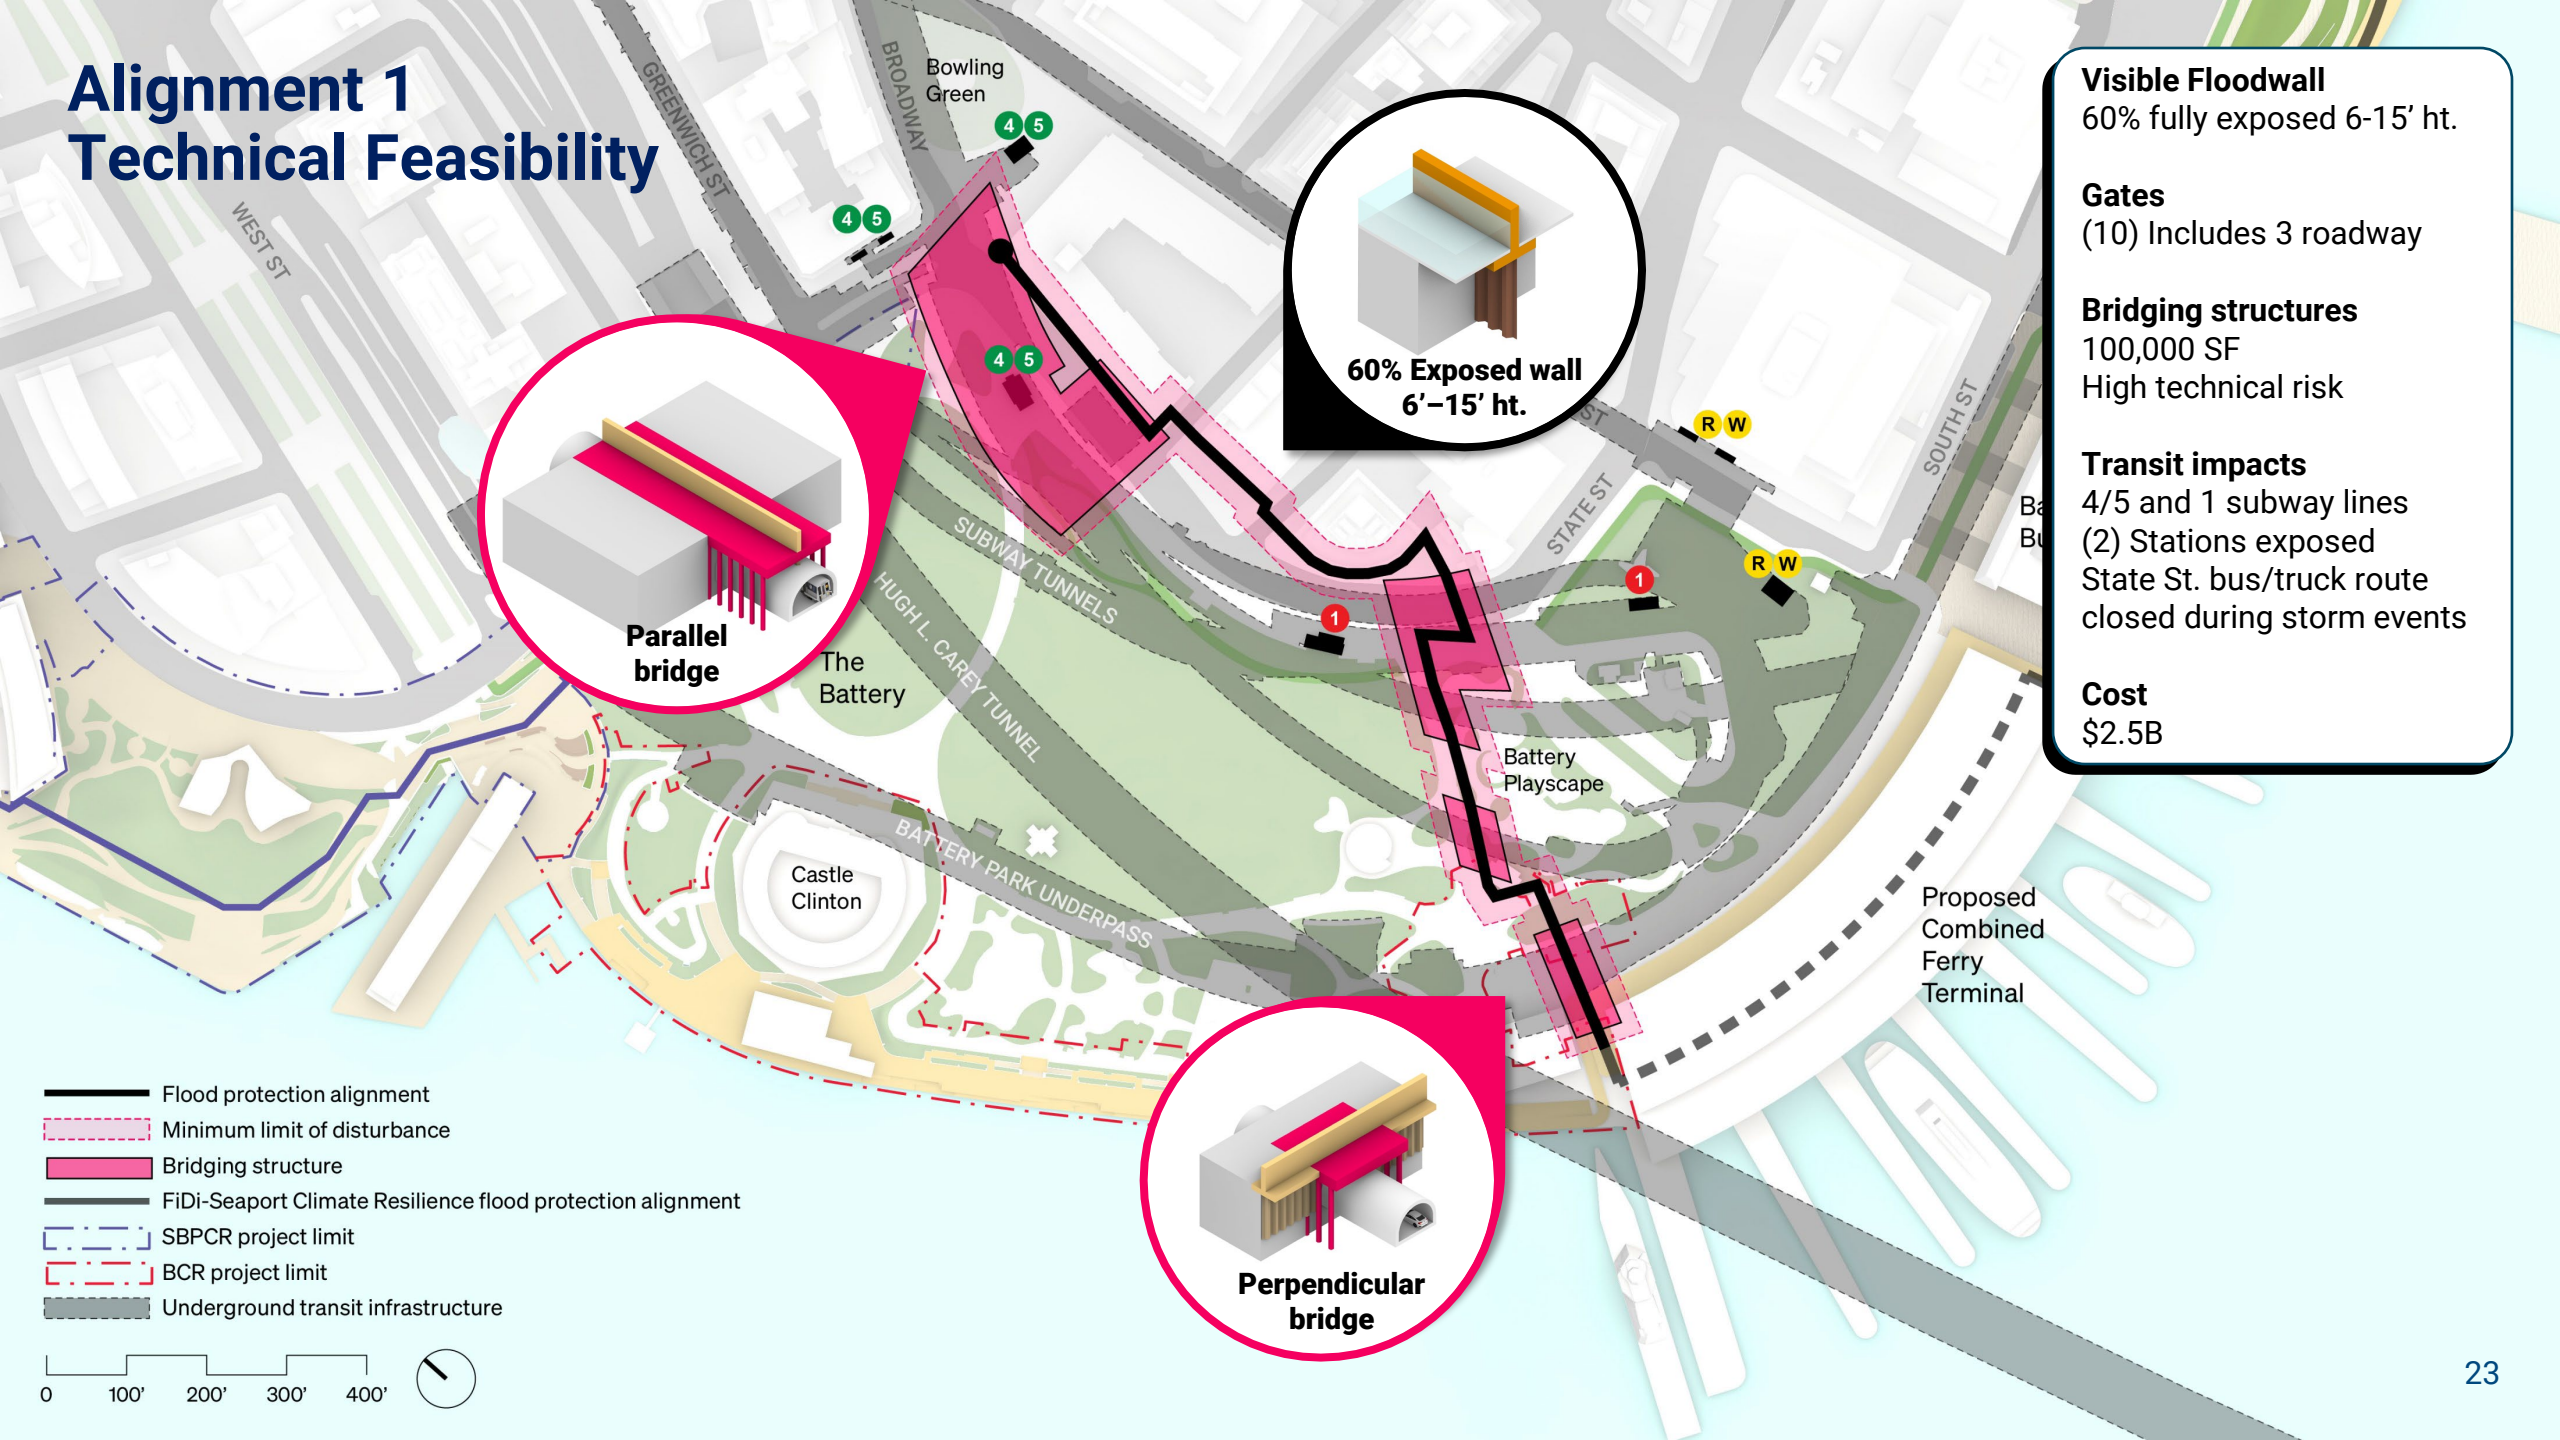 Alignment 1
Technical Feasibility
Visible Floodwall
60% fully exposed 6-15’ ht.
Gates
(10) Includes 3 roadway
Bridging structures
100,000 SF
High technical risk
Transit impacts
4/5 and 1 subway lines
(2) Stations exposed
State St. bus/truck route
closed during storm events
Cost
$2.5B
WEST ST
GREENWICH ST
BROADWAY
Bowling
Green
4 5
4 5
4 5
60% Exposed wall
6’–15’ ht.
ST
R W
STATE ST
SOUTH ST
R W
1
1
Parallel
bridge
The
Battery
SUBWAY TUNNELS
HUGH L. CAREY TUNNEL
BATTERY PARK UNDERPASS
Castle
Clinton
Battery
Playscape
Proposed
Combined
Ferry
Terminal
Perpendicular
bridge
Flood protection alignment
Minimum limit of disturbance
Bridging structure
FiDi-Seaport Climate Resilience flood protection alignment
SBPCR project limit
BCR project limit
Underground transit infrastructure
0 100’ 200’ 300’ 400’
23